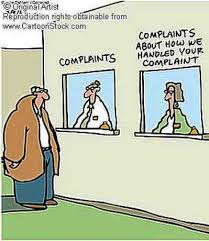 © Original Artist
Reproduction rights obtainable from
www.CartoonStock.com
COMPLAINTS
COMPLAINTS
ABOUT HOW WE
HANDLED YOUR
COMPLAINT